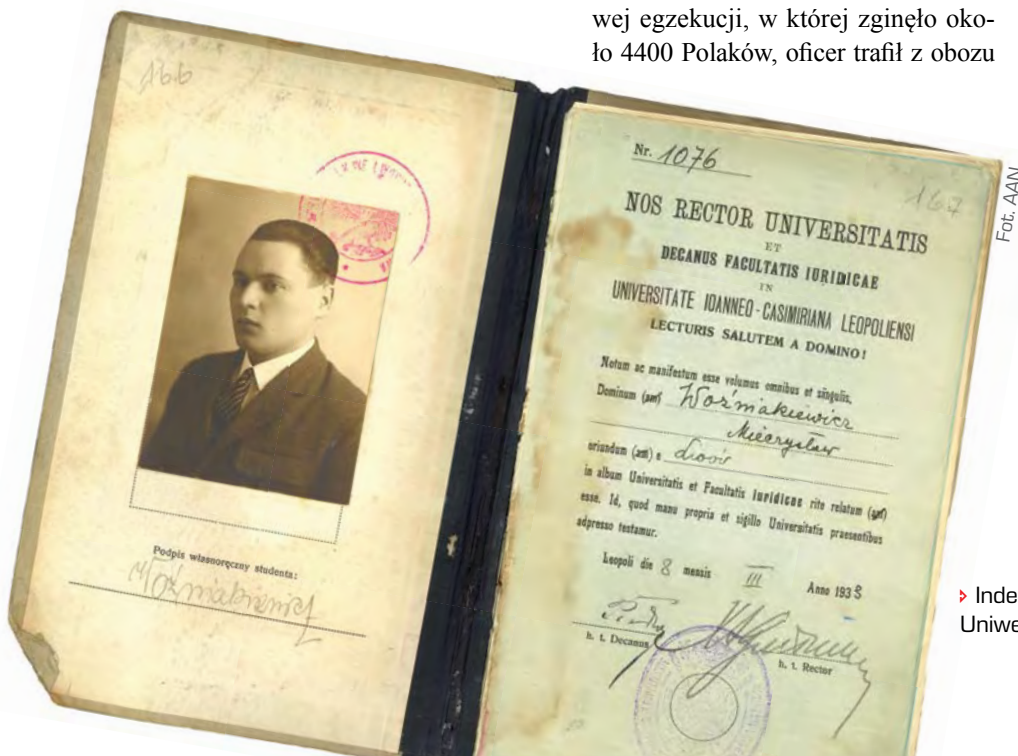 wej egzekucji, w której zginęło oko-
ło 4400 Polaków, oficer trafił z obozu
166
Podpis własnoręczny studenta:
Woźniakiewicz
Nr. 1076
167
NOS RECTOR UNIVERSITATIS
ET
DECANUS FACULTATIS IURIDICAE
IN
UNIVERSITATE IOANNEO-CASIMIRIANA LEOPOLIENSI
LECTURIS SALUTEM A DOMINO!
Notum ac manifestum esse volumus omnibus et singulis,
Dominum (am) Woźniakiewicz
Mieczysław
oriundum (am) e Lwów
in album Universitatis et Facultatis Iuridicae rite relatum (am)
esse. Id, quod manu propria et sigillo Universitatis praesentibus
adpresso testamur.
Leopoli die 8 mensis III Anno 1938
h. t. Decanus
h. t. Rector
Fot. AAN
Inde
Uniwe